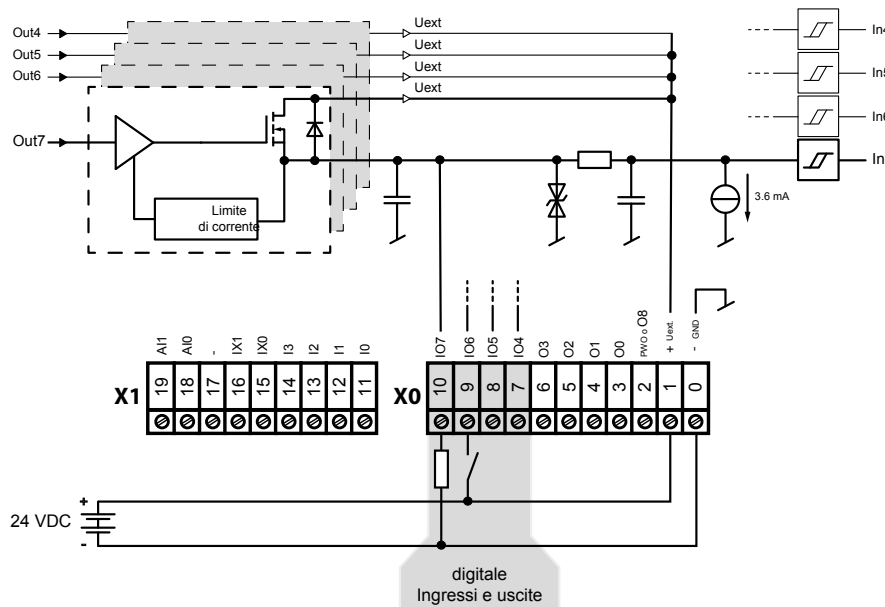 Out4
Uext
In4
Out5
Uext
In5
Out6
Uext
In6
Uext
Out7
In
Limite
di corrente
3.6 mA
AI1
AI0
-
IX1
IX0
I3
I2
I1
I0
IO7
IO6
IO5
IO4
O3
O2
O1
O0
PWO o O8
+ Uext.
- GND
X1
19
18
17
16
15
14
13
12
11
X0
10
9
8
7
6
5
4
3
2
1
0
+
24 VDC
-
digitale
Ingressi e uscite